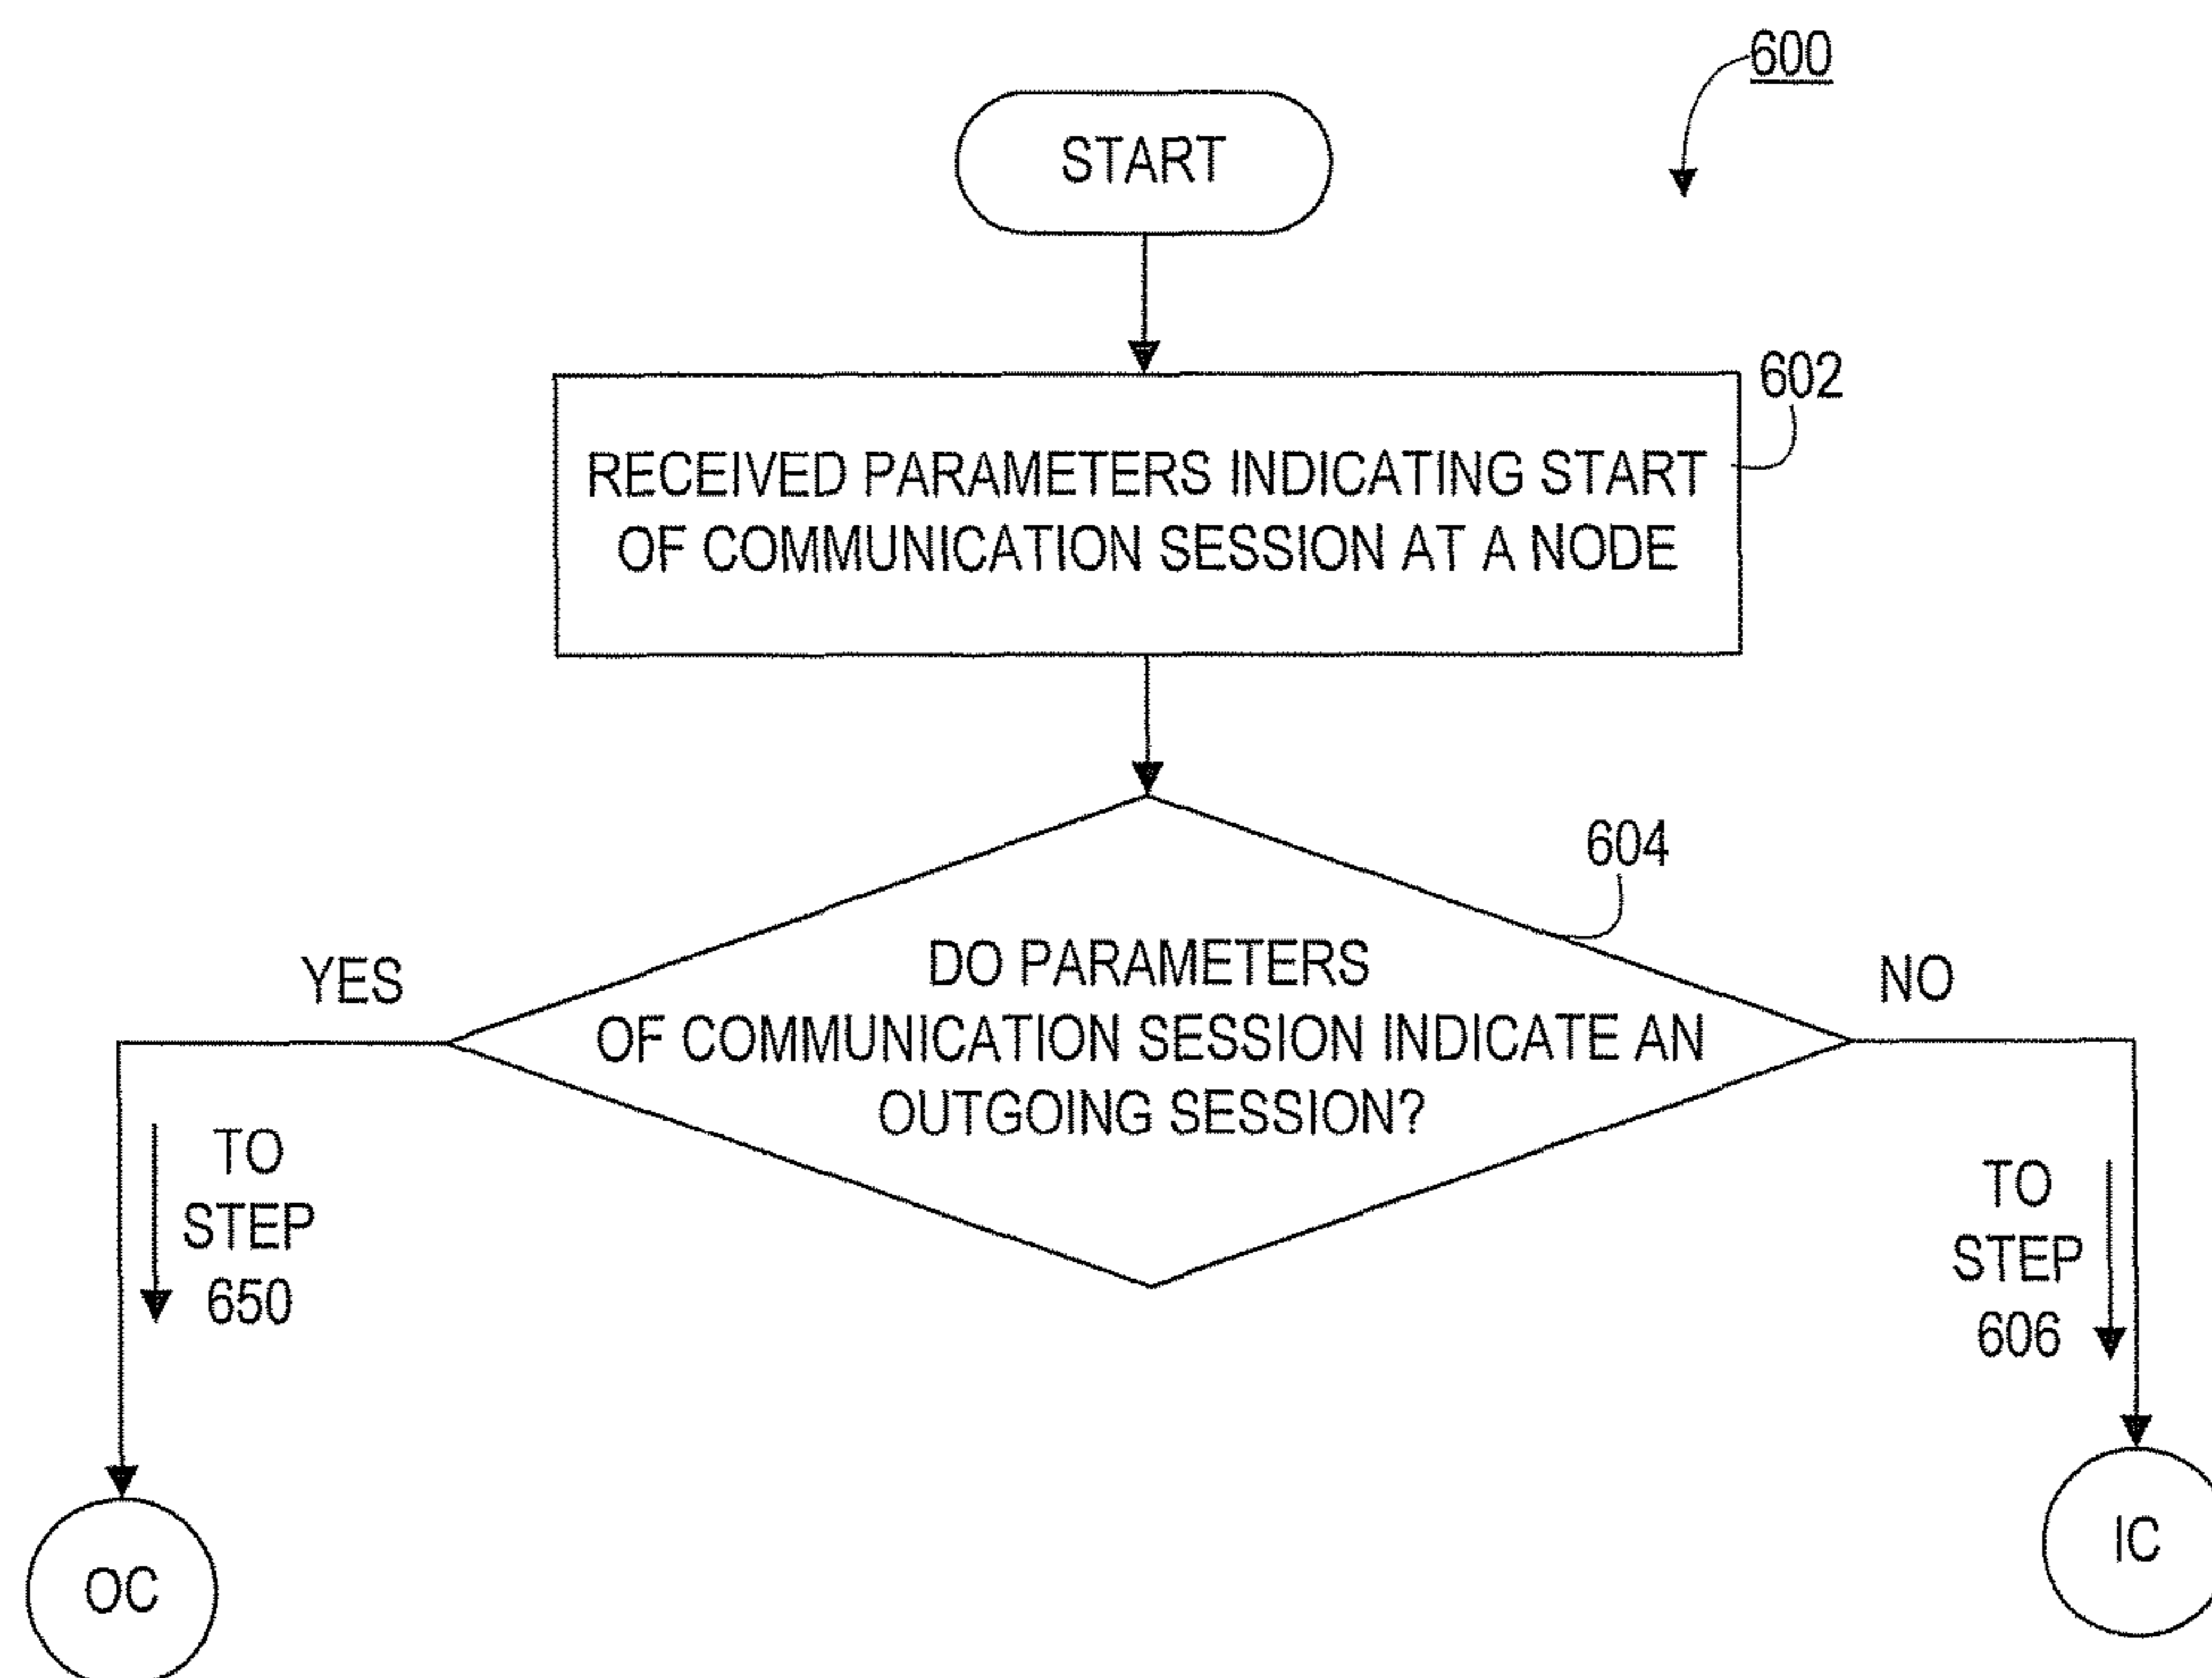 600
START
602
RECEIVED PARAMETERS INDICATING START
OF COMMUNICATION SESSION AT A NODE
604
DO PARAMETERS
OF COMMUNICATION SESSION INDICATE AN
OUTGOING SESSION?
YES
NO
TO
STEP
650
TO
STEP
606
OC
IC